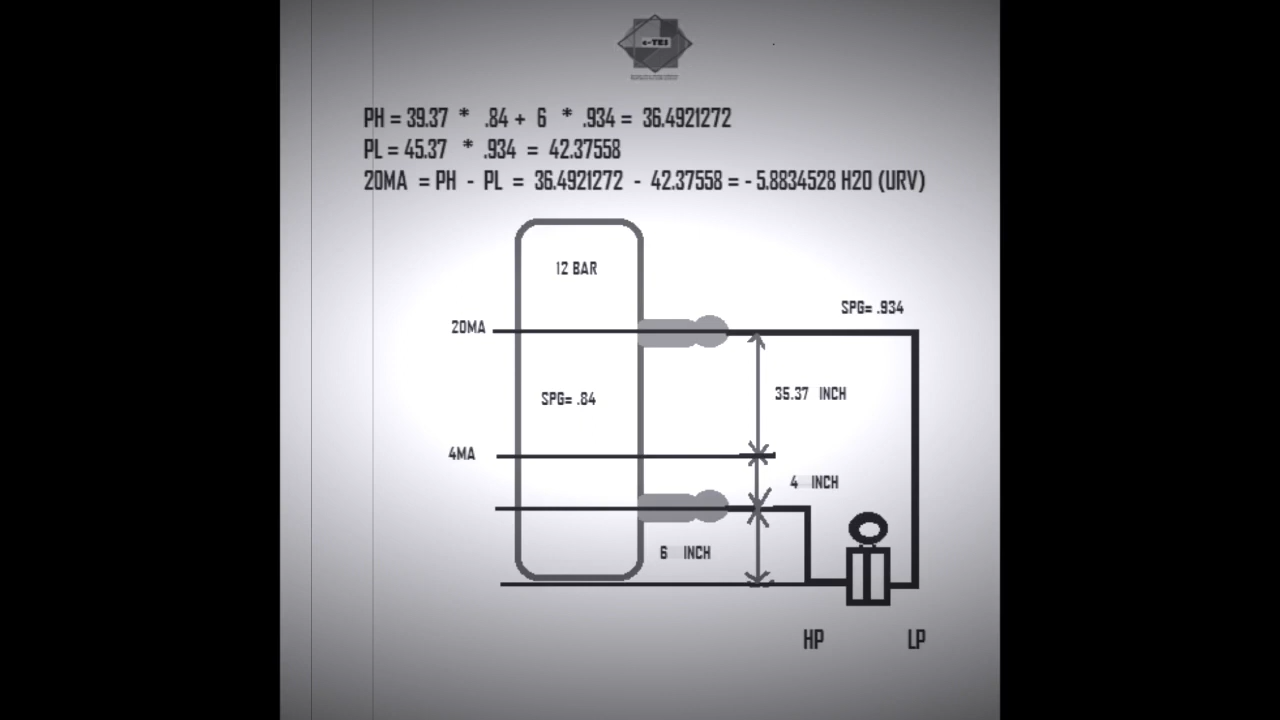 e-TES
PH = 39.37 * .84 + 6 * .934 = 36.4921272
PL = 45.37 * .934 = 42.37558
20MA = PH - PL = 36.4921272 - 42.37558 = - 5.8834528 H2O (URV)
12 BAR
SPG= .934
20MA
35.37 INCH
SPG= .84
4MA
4 INCH
6 INCH
HP
LP